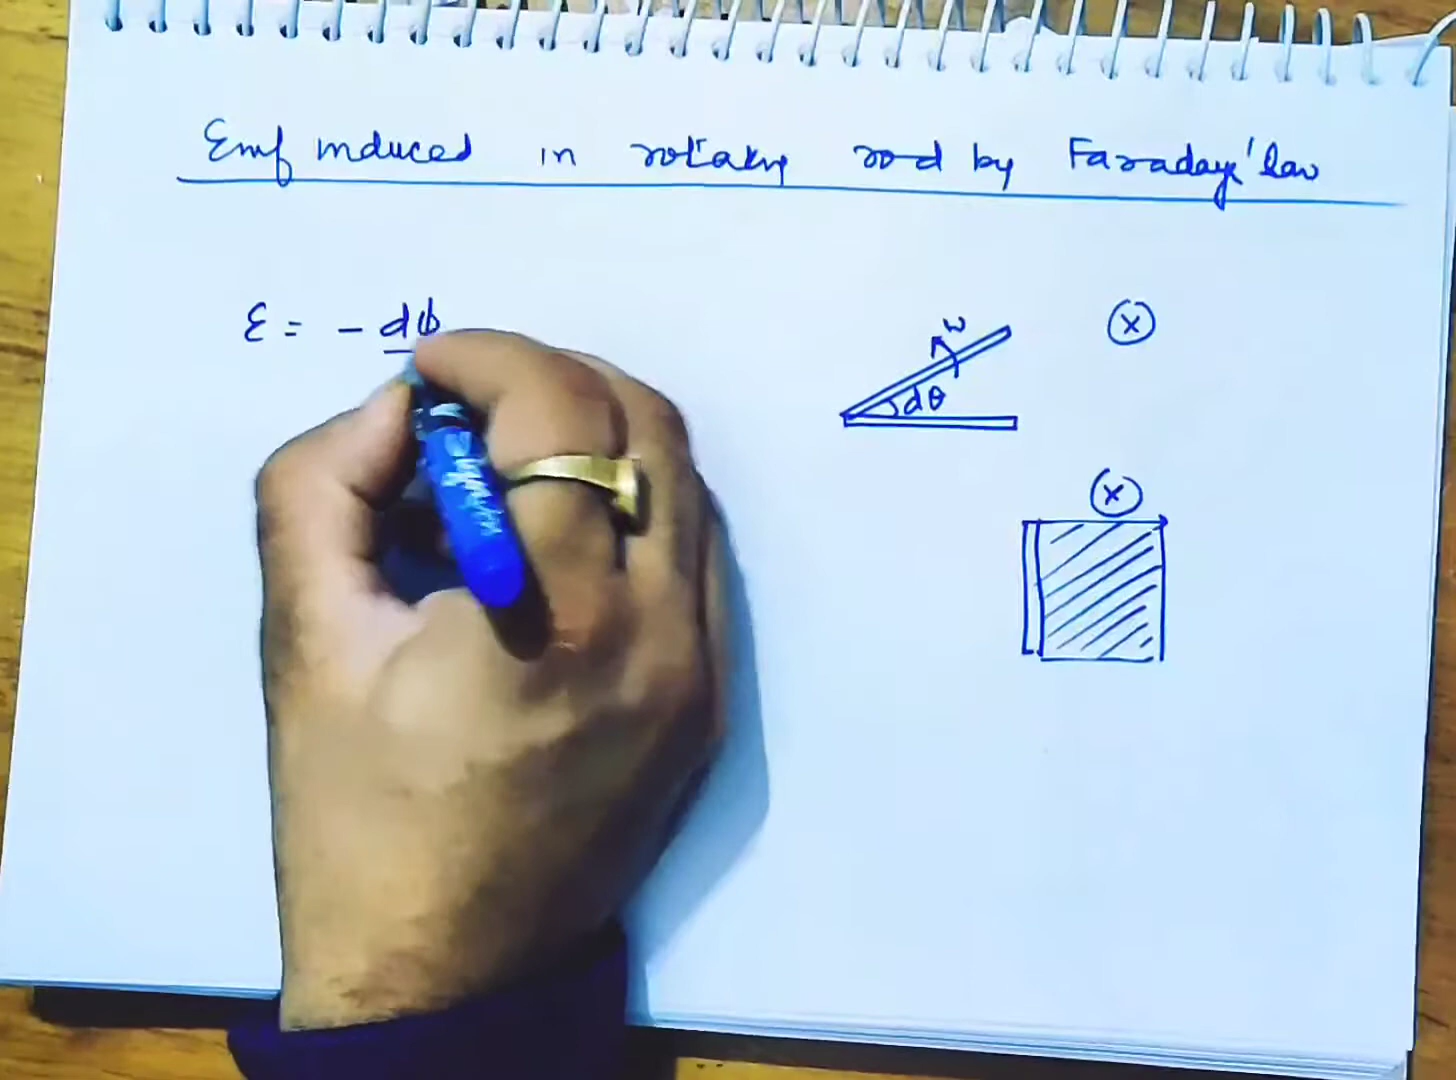 Emf induced in rotating rod by Faraday's law
ε = - dϕ
ω
dθ
X
X